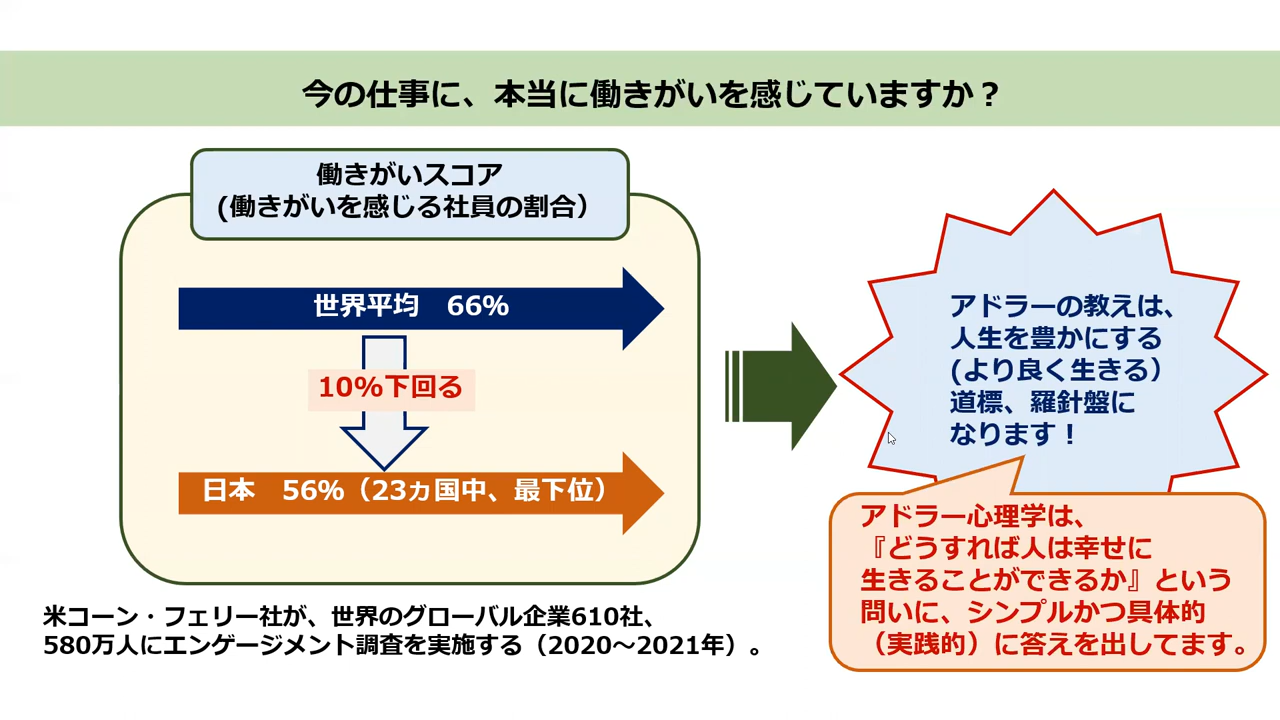 今の仕事に、本当に働きがいを感じていますか？
働きがいスコア
(働きがいを感じる社員の割合）
世界平均　66%
10%下回る
日本　56%（23ヵ国中、最下位）
米コーン・フェリー社が、世界のグローバル企業610社、
580万人にエンゲージメント調査を実施する（2020～2021年）。
アドラーの教えは、
人生を豊かにする
(より良く生きる）
道標、羅針盤に
なります！
アドラー心理学は、
『どうすれば人は幸せに
生きることができるか』という
問いに、シンプルかつ具体的
（実践的）に答えを出してます。